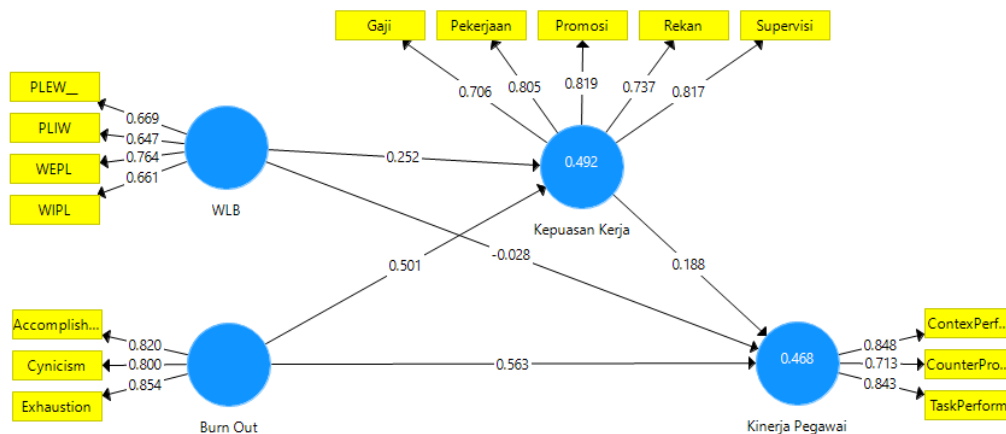 Gaji
Pekerjaan
Promosi
Rekan
Supervisi
0.706
0.805
0.819
0.737
0.817
PLEW__
PLIW
WEPL
WIPL
0.669
0.647
0.764
0.661
WLB
0.252
0.492
Kepuasan Kerja
-0.028
0.501
0.188
Accomplish...
Cynicism
Exhaustion
0.820
0.800
0.854
Burn Out
0.563
0.468
Kinerja Pegawai
0.848
0.713
0.843
ContexPerf...
CounterPro...
TaskPerform